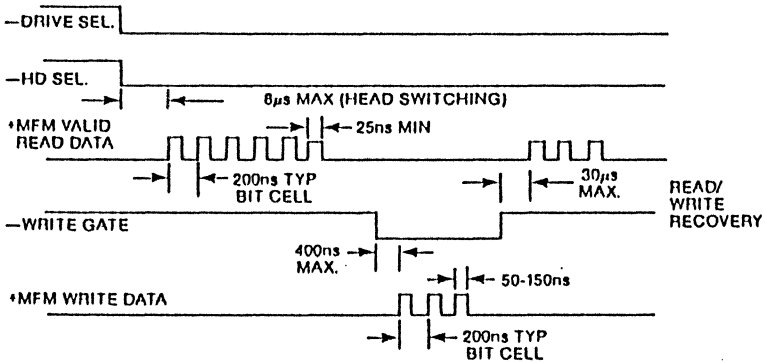 –DRIVE SEL.
–HD SEL.
8µs MAX (HEAD SWITCHING)
+MFM VALID
READ DATA
25ns MIN
200ns TYP
BIT CELL
30µs
MAX.
READ/
WRITE
RECOVERY
–WRITE GATE
400ns
MAX.
50-150ns
+MFM WRITE DATA
200ns TYP
BIT CELL